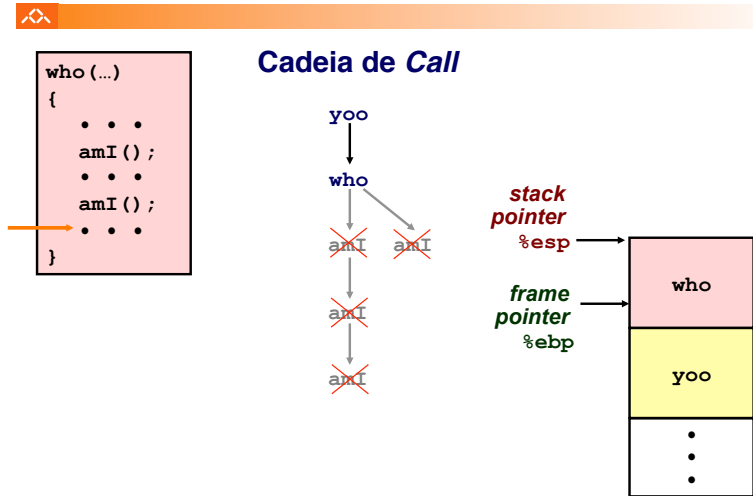 Cadeia de Call
who(…)
{
• • •
amI();
• • •
amI();
• • •
}
yoo
who
amI amI
amI
amI
stack
pointer
%esp
frame
pointer
%ebp
who
yoo
•
•
•